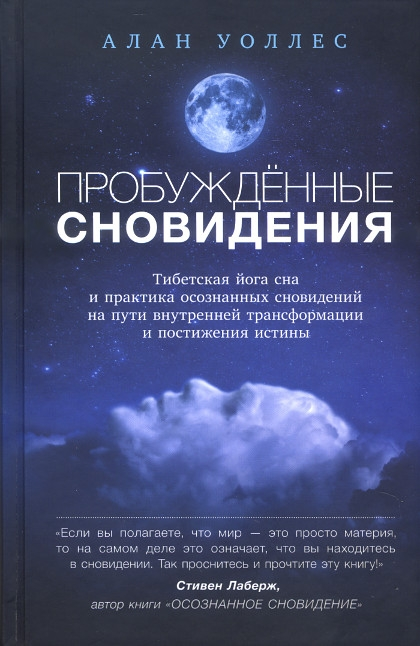 АЛАН УОЛЛЕС
ПРОБУЖДЁННЫЕ
СНОВИДЕНИЯ
Тибетская йога сна
и практика осознанных сновидений
на пути внутренней трансформации
и постижения истины
«Если вы полагаете, что мир — это просто материя,
то на самом деле это означает, что вы находитесь
в сновидении. Так проснитесь и прочтите эту книгу!»
Стивен Лаберж,
автор книги «ОСОЗНАННОЕ СНОВИДЕНИЕ»